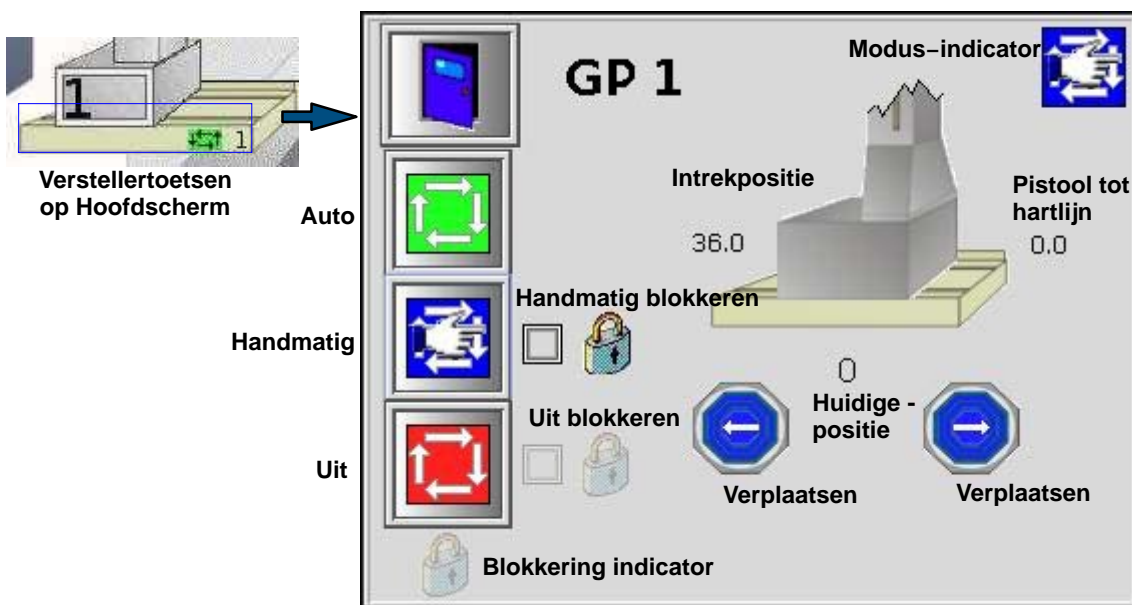 1
1
Verstellertoetsen
op Hoofdscherm
GP 1
Modus–indicator
Intrekpositie
36.0
Pistool tot
hartlijn
0.0
Auto
Handmatig blokkeren
Handmatig
0
Huidige -
positie
Uit blokkeren
Uit
Verplaatsen
Verplaatsen
Blokkering indicator